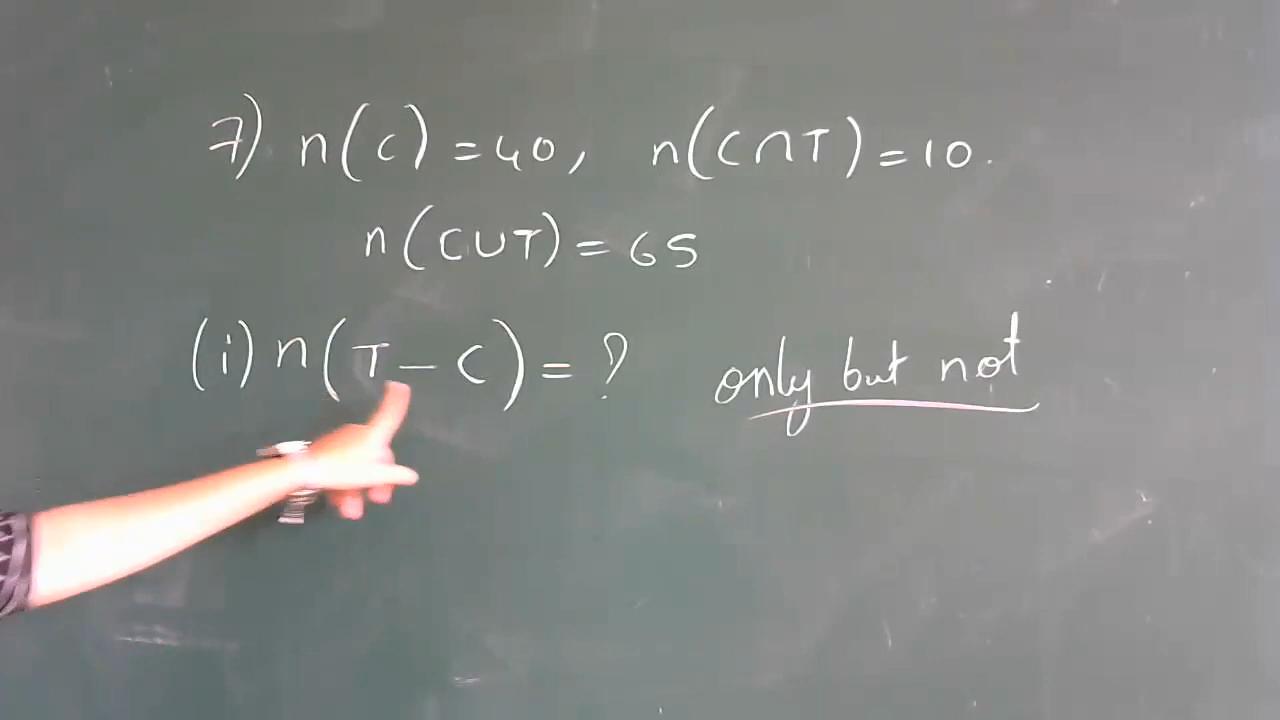 7) n(C) = 40, n(C∩T) = 10.
n(C∪T) = 65
(i) n(T – C) = ? only but not